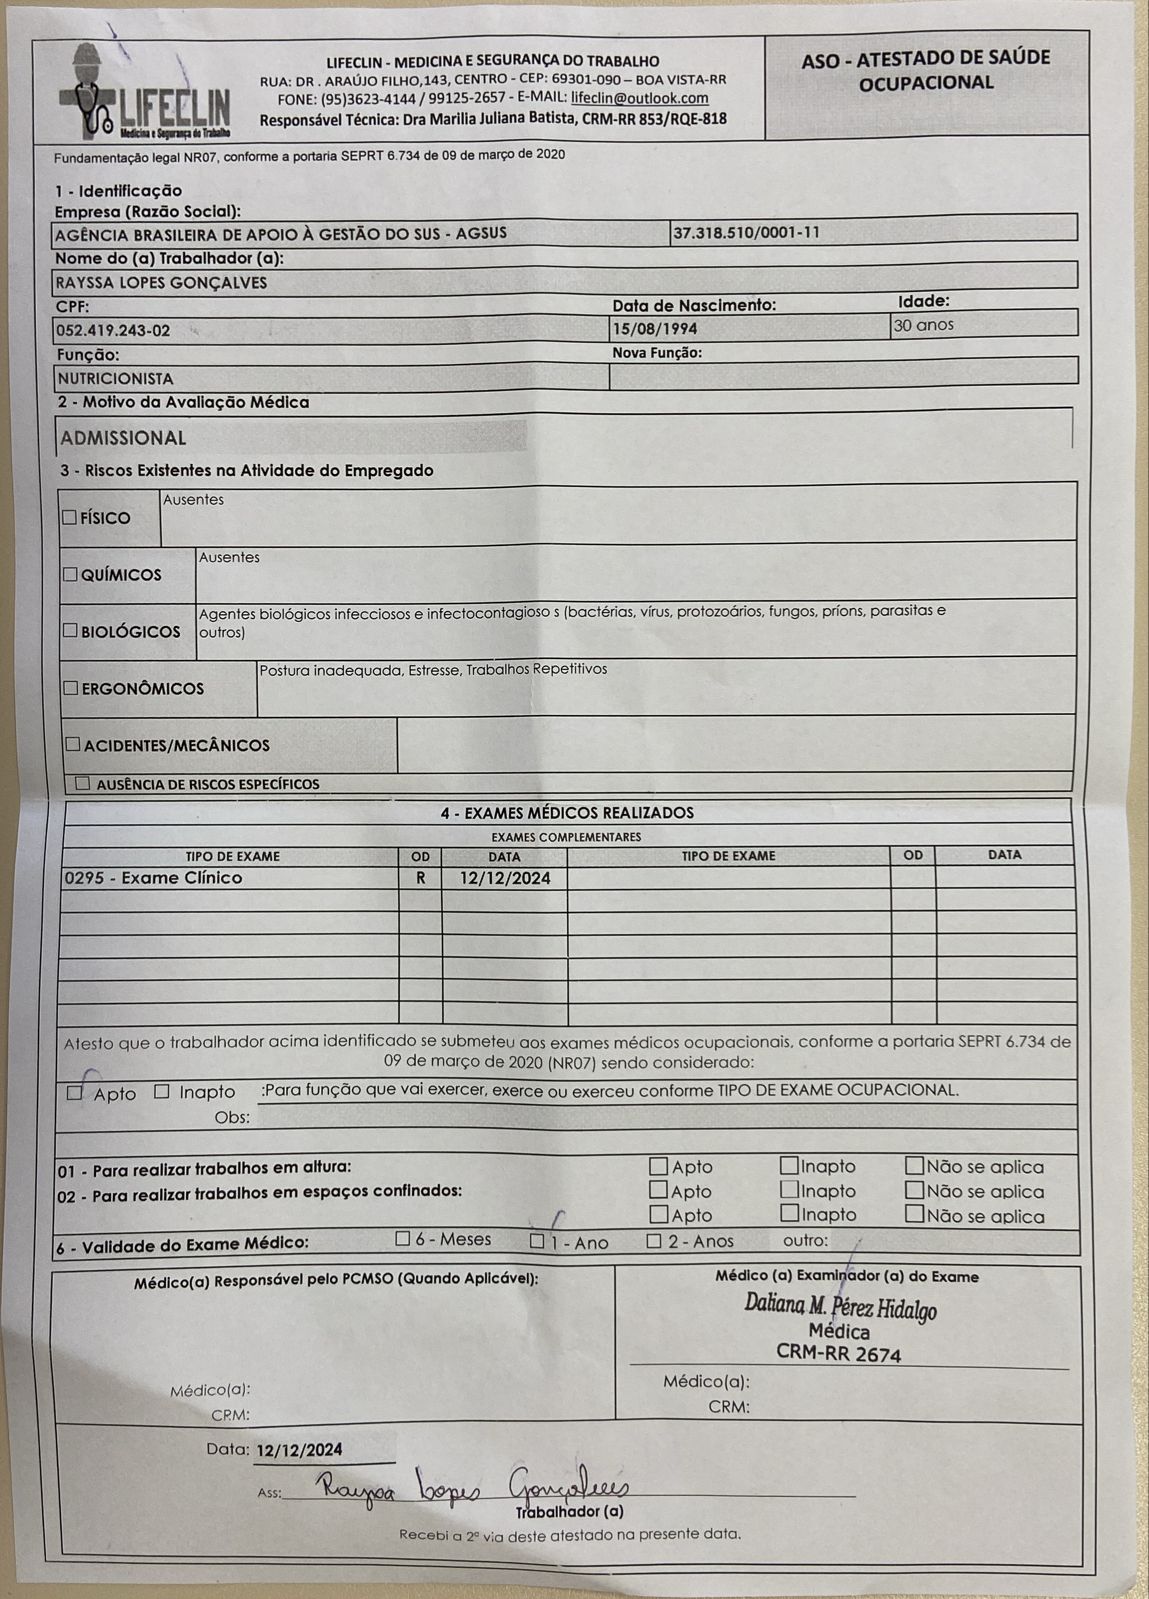 LIFECLIN
Medicina e Segurança do Trabalho
LIFECLIN - MEDICINA E SEGURANÇA DO TRABALHO
RUA: DR . ARAÚJO FILHO,143, CENTRO - CEP: 69301-090 – BOA VISTA-RR
FONE: (95)3623-4144 / 99125-2657 - E-MAIL: lifeclin@outlook.com
Responsável Técnica: Dra Marilia Juliana Batista, CRM-RR 853/RQE-818
ASO - ATESTADO DE SAÚDE
OCUPACIONAL
Fundamentação legal NR07, conforme a portaria SEPRT 6.734 de 09 de março de 2020
1 - Identificação
Empresa (Razão Social):
AGÊNCIA BRASILEIRA DE APOIO À GESTÃO DO SUS - AGSUS 37.318.510/0001-11
Nome do (a) Trabalhador (a):
RAYSSA LOPES GONÇALVES
CPF: Data de Nascimento: Idade:
052.419.243-02 15/08/1994 30 anos
Função: Nova Função:
NUTRICIONISTA
2 - Motivo da Avaliação Médica
ADMISSIONAL
3 - Riscos Existentes na Atividade do Empregado
FÍSICO Ausentes
QUÍMICOS Ausentes
BIOLÓGICOS Agentes biológicos infecciosos e infectocontagioso s (bactérias, vírus, protozoários, fungos, príons, parasitas e
outros)
ERGONÔMICOS Postura inadequada, Estresse, Trabalhos Repetitivos
ACIDENTES/MECÂNICOS
AUSÊNCIA DE RISCOS ESPECÍFICOS
4 - EXAMES MÉDICOS REALIZADOS
EXAMES COMPLEMENTARES
TIPO DE EXAME OD DATA TIPO DE EXAME OD DATA
0295 - Exame Clínico R 12/12/2024
Atesto que o trabalhador acima identificado se submeteu aos exames médicos ocupacionais, conforme a portaria SEPRT 6.734 de
09 de março de 2020 (NR07) sendo considerado:
Apto Inapto :Para função que vai exercer, exerce ou exerceu conforme TIPO DE EXAME OCUPACIONAL.
Obs:
01 - Para realizar trabalhos em altura: Apto Inapto Não se aplica
02 - Para realizar trabalhos em espaços confinados: Apto Inapto Não se aplica
Apto Inapto Não se aplica
6 - Validade do Exame Médico: 6 - Meses 1 - Ano 2 - Anos outro:
Médico(a) Responsável pelo PCMSO (Quando Aplicável):
Médico(a):
CRM:
Médico (a) Examinador (a) do Exame
Daliana M. Pérez Hidalgo
Médica
CRM-RR 2674
Médico(a):
CRM:
Data: 12/12/2024
Ass: Rayssa Lopes Gonçalves
Trabalhador (a)
Recebi a 2ª via deste atestado na presente data.